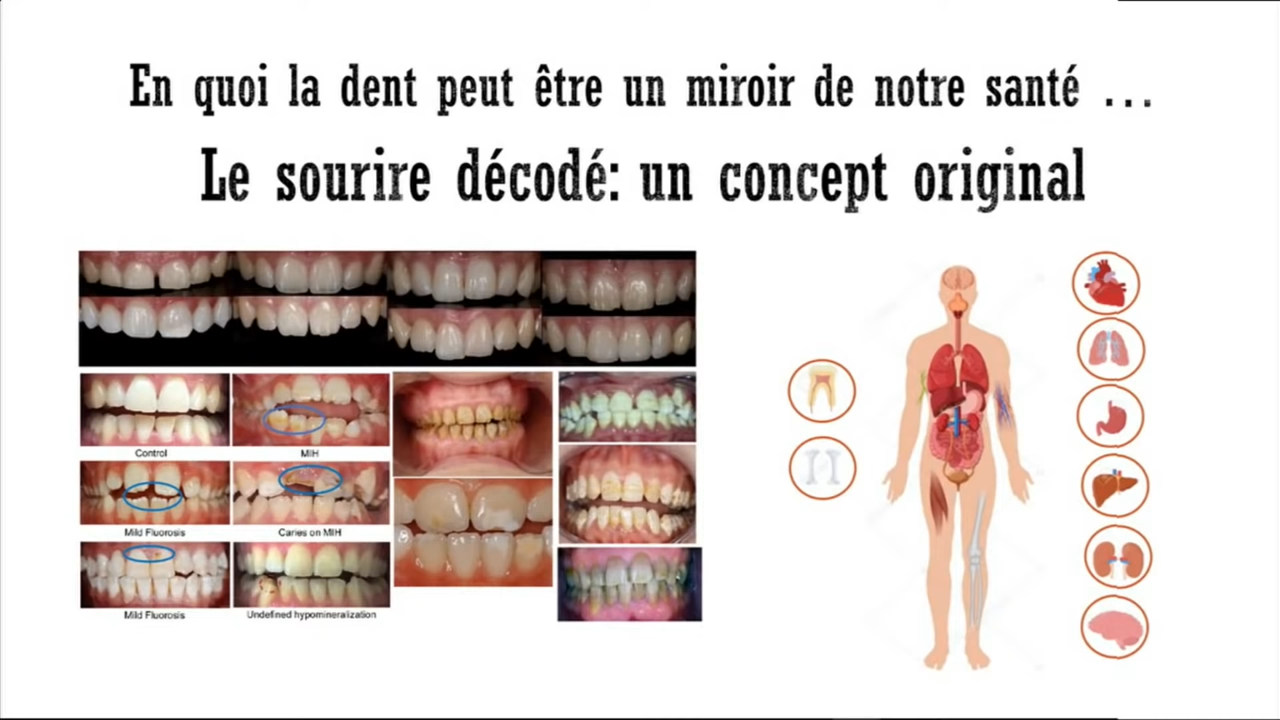 En quoi la dent peut être un miroir de notre santé ...
Le sourire décodé: un concept original
Control
MIH
Mild Fluorosis
Caries on MIH
Mild Fluorosis
Undefined hypomineralization